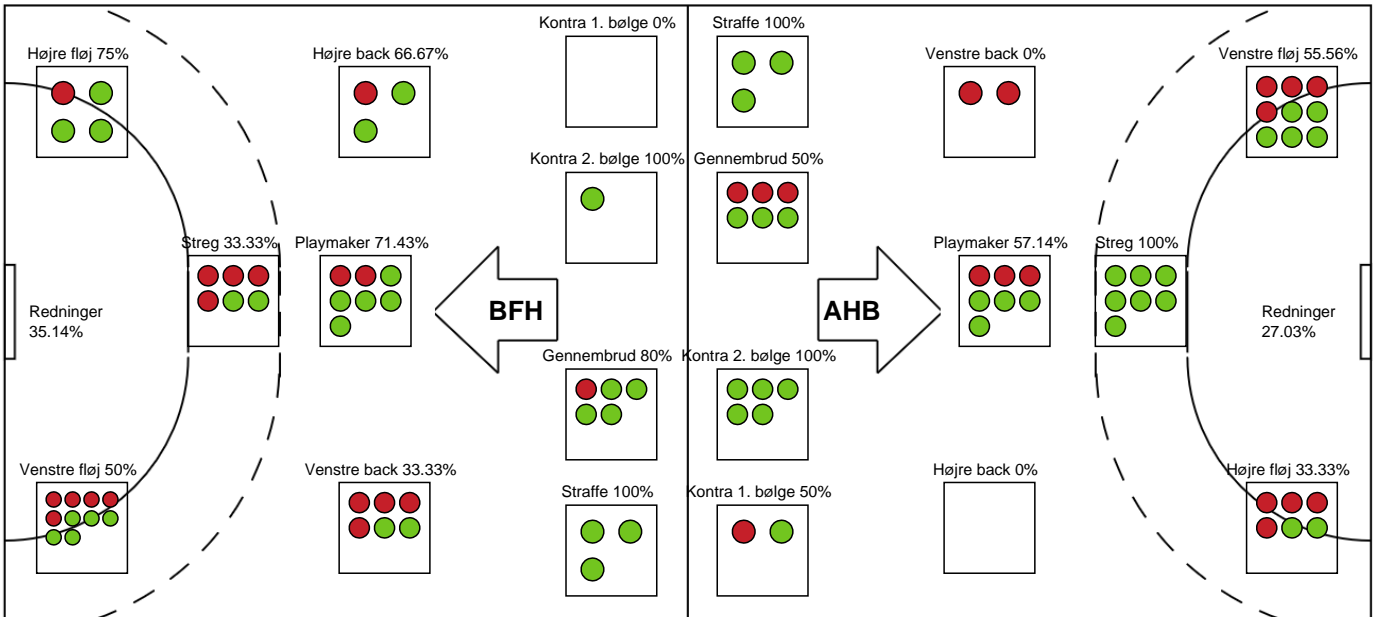 Kontra 1. bølge 0%
Straffe 100%
Højre fløj 75%
Højre back 66.67%
Venstre back 0%
Venstre fløj 55.56%
Kontra 2. bølge 100%
Gennembrud 50%
Streg 33.33%
Playmaker 71.43%
Playmaker 57.14%
Streg 100%
Redninger
35.14%
BFH
AHB
Redninger
27.03%
Gennembrud 80%
Kontra 2. bølge 100%
Venstre fløj 50%
Venstre back 33.33%
Højre back 0%
Højre fløj 33.33%
Straffe 100%
Kontra 1. bølge 50%